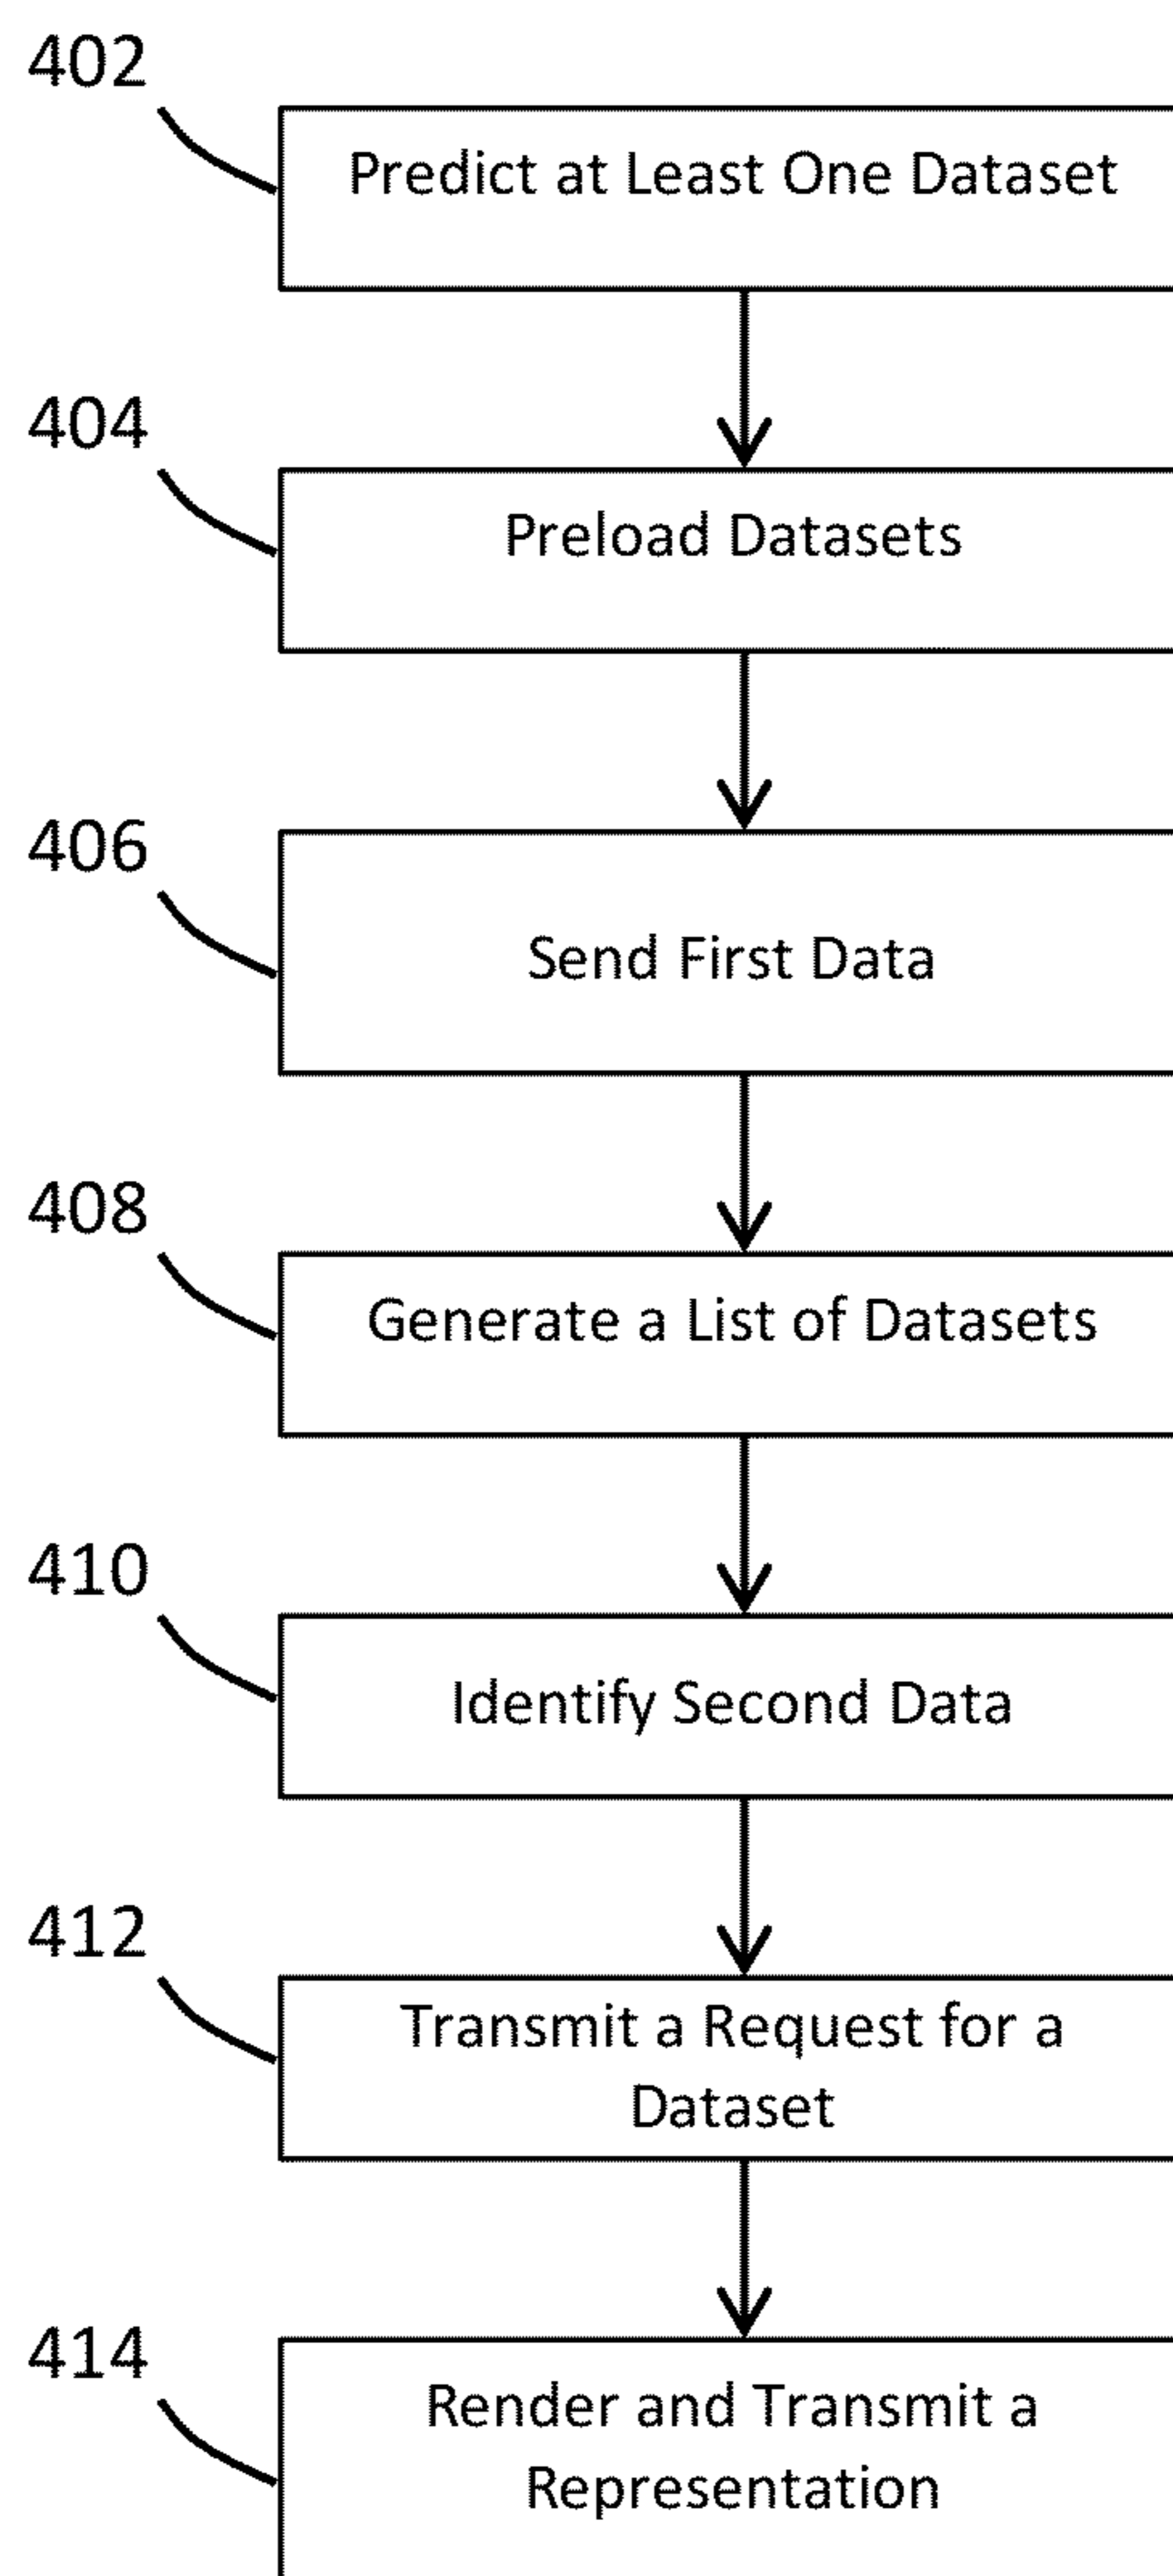 402
Predict at Least One Dataset
404
Preload Datasets
406
Send First Data
408
Generate a List of Datasets
410
Identify Second Data
412
Transmit a Request for a
Dataset
414
Render and Transmit a
Representation